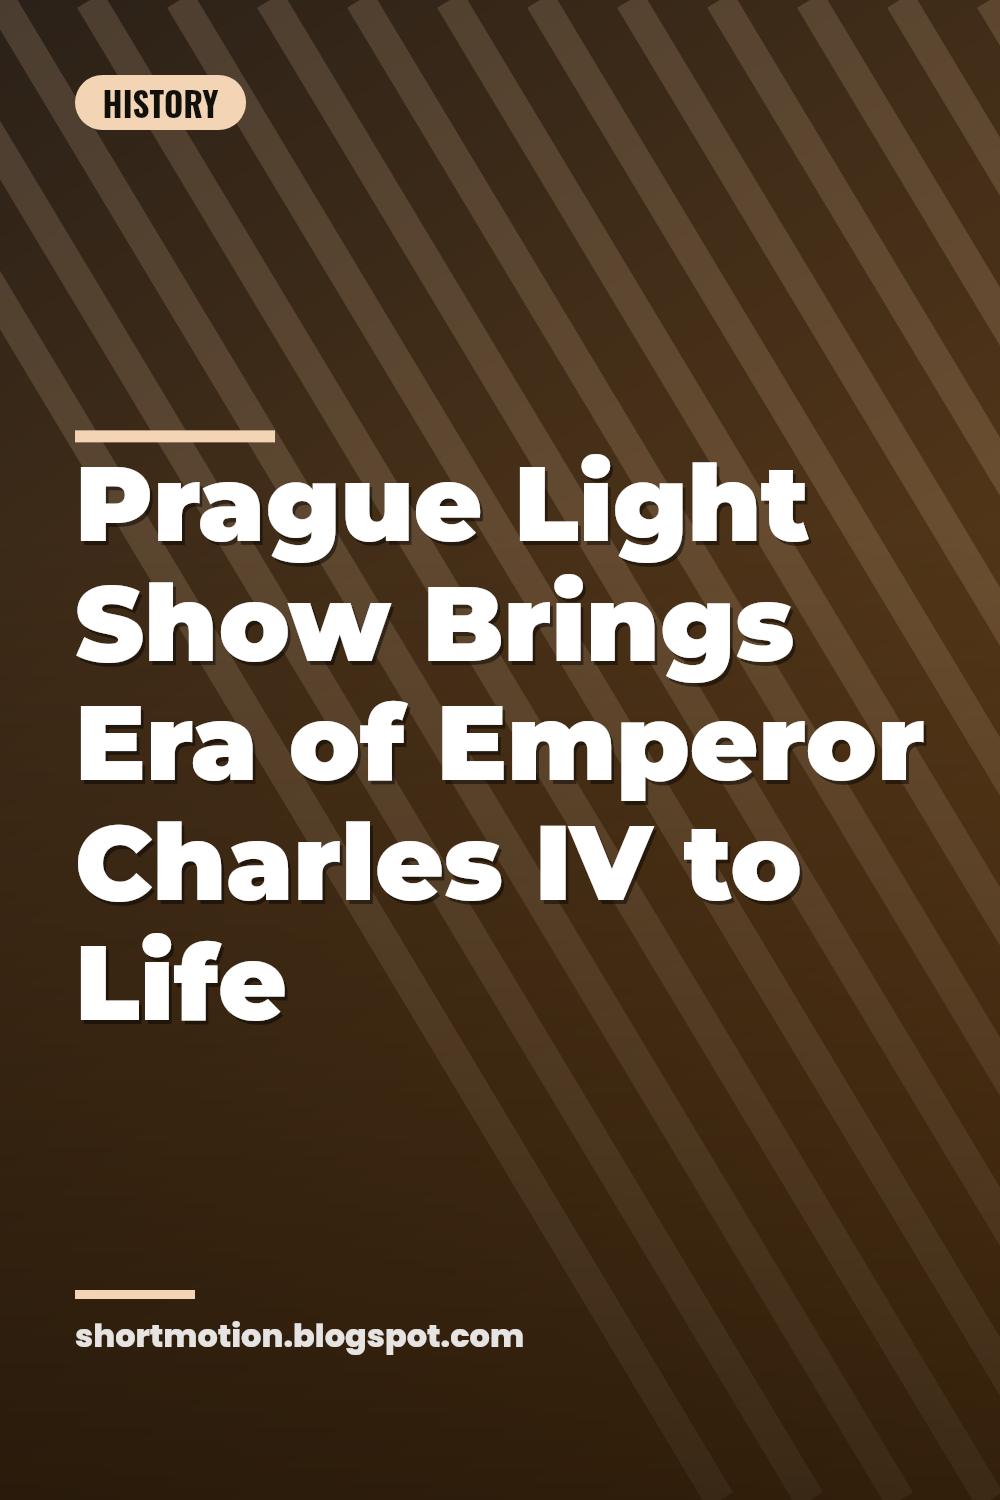 HISTORY
Prague Light
Show Brings
Era of Emperor
Charles IV to
Life
shortmotion.blogspot.com